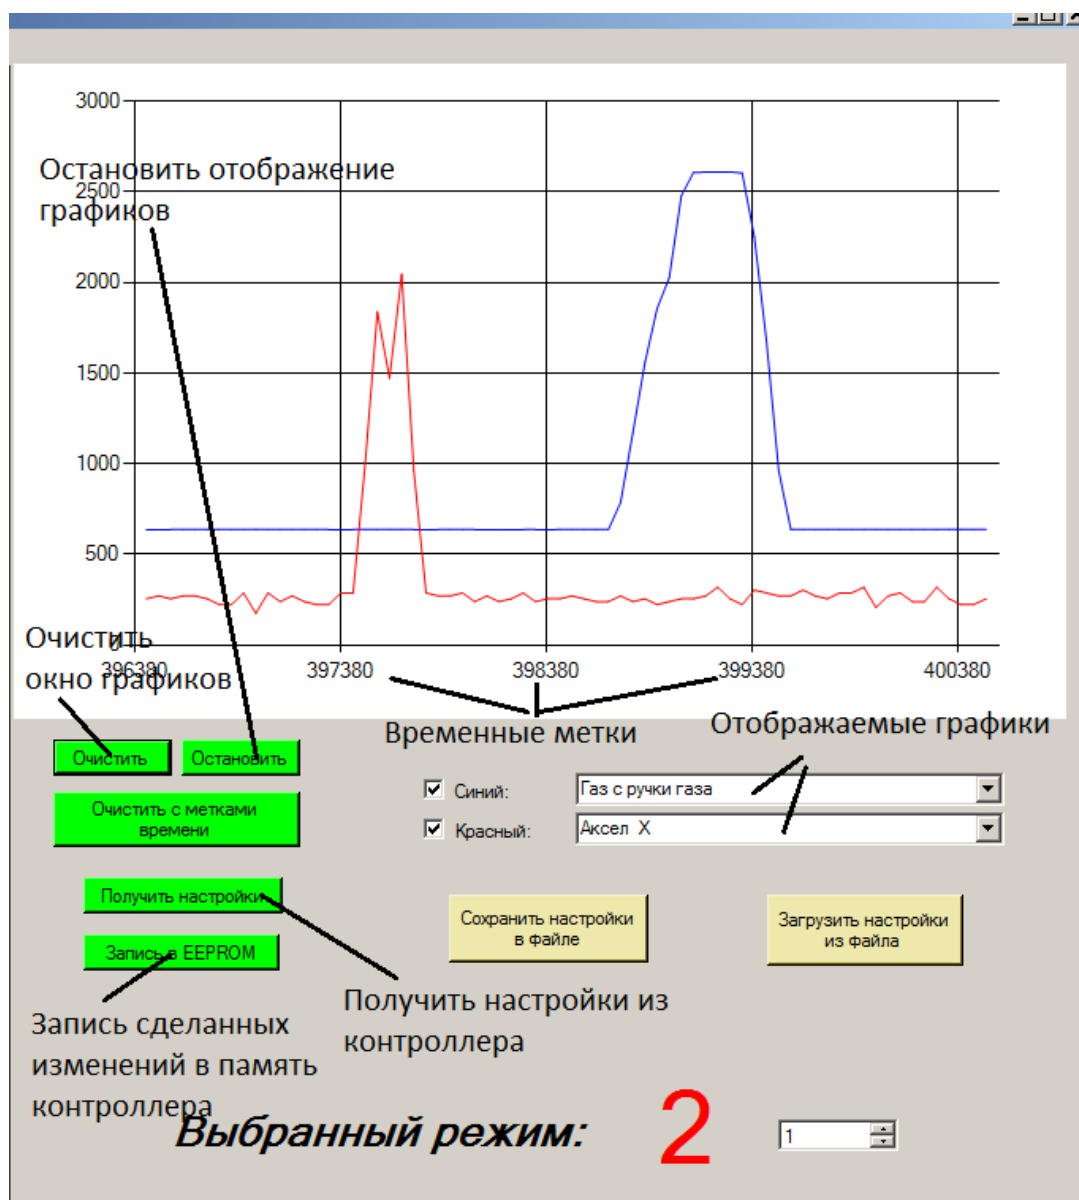 3000
Остановить отображение
2500
графиков
2000
1500
1000
500
Очистить
0
396380 397380 398380 399380 400380
окно графиков
Временные метки
Отображаемые графики
Очистить Остановить
Синий: Газ с ручки газа
Очистить с метками
времени
Красный: Аксел X
Получить настройки
Сохранить настройки
в файле
Загрузить настройки
из файла
Запись в EEPROM
Получить настройки из
контроллера
Запись сделанных
изменений в память
контроллера
Выбранный режим: 2 1